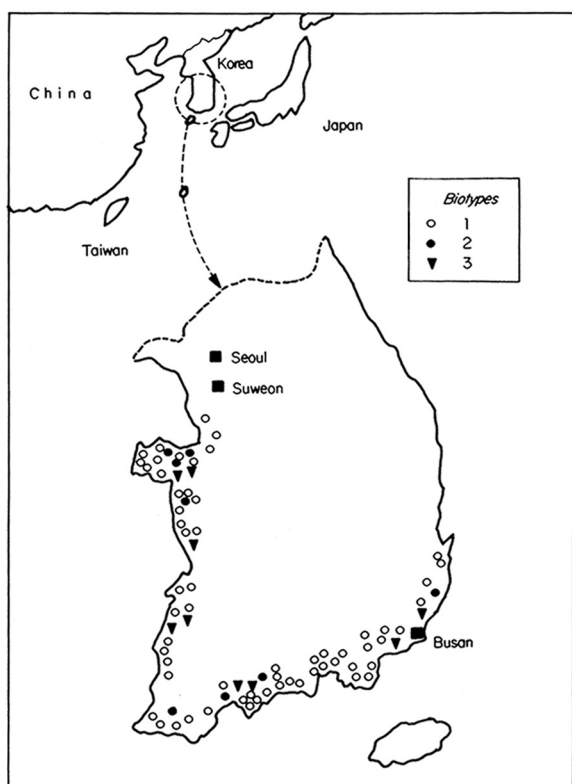 Korea
China
Japan
Taiwan
Biotypes
1
2
3
Seoul
Suweon
Busan